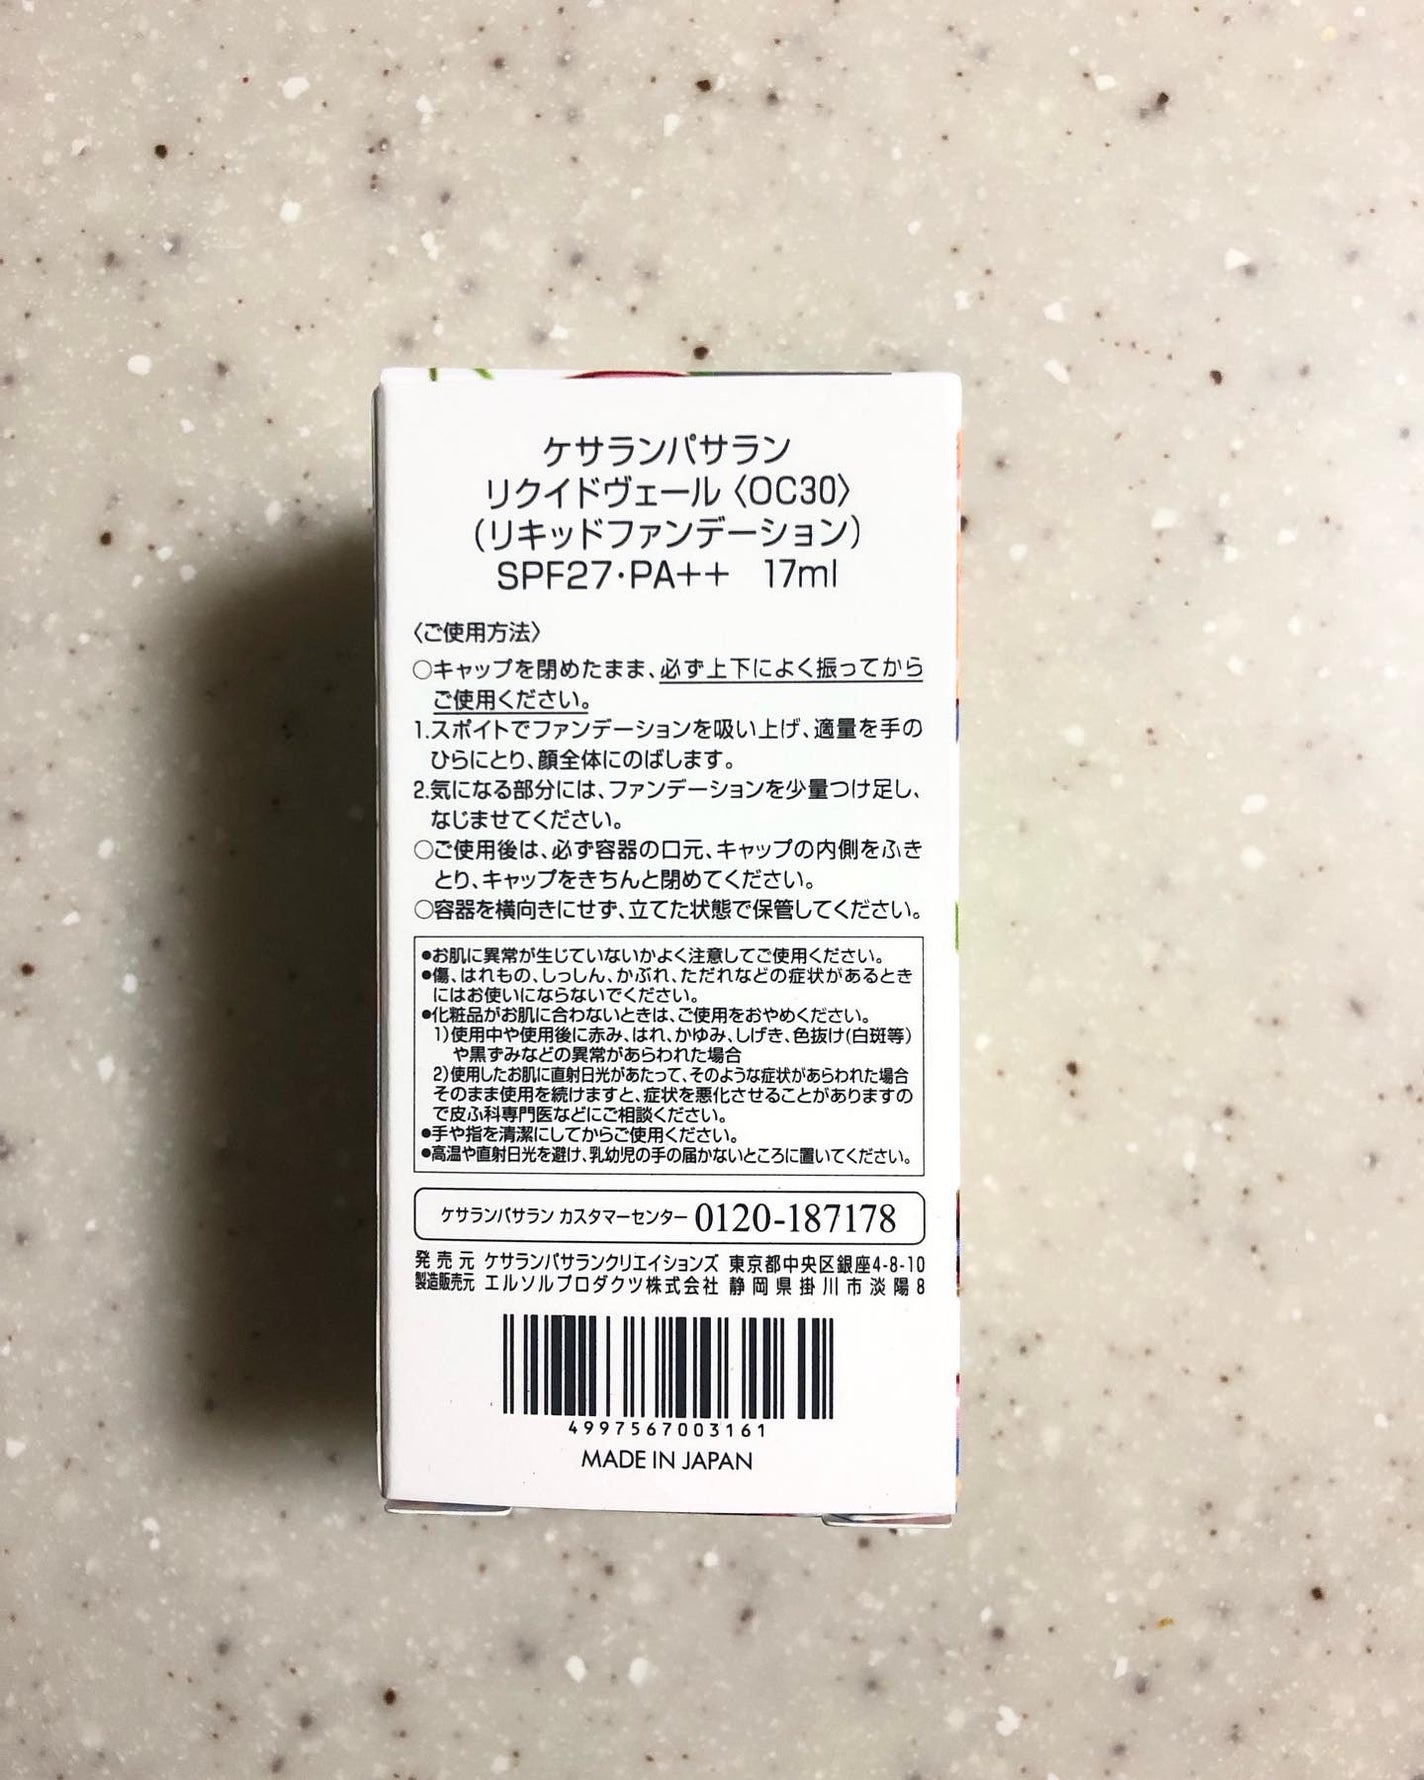 ケサランパサラン
リクイドヴェール〈OC30〉
(リキッドファンデーション)
SPF27・PA++ 17ml
〈ご使用方法〉
○キャップを閉めたまま、必ず上下によく振ってから
ご使用ください。
1.スポイトでファンデーションを吸い上げ、適量を手の
ひらにとり、顔全体にのばします。
2.気になる部分には、ファンデーションを少量つけ足し、
なじませてください。
○ご使用後は、必ず容器の口元、キャップの内側をふき
とり、キャップをきちんと閉めてください。
○容器を横向きにせず、立てた状態で保管してください。
●お肌に異常が生じていないかよく注意してご使用ください。
●傷、はれもの、しっしん、かぶれ、ただれなどの症状があるとき
にはお使いにならないでください。
●化粧品がお肌に合わないときは、ご使用をおやめください。
1)使用中や使用後に赤み、はれ、かゆみ、しげき、色抜け(白斑等)
や黒ずみなどの異常があらわれた場合
2)使用したお肌に直射日光があたって、そのような症状があらわれた場合
そのまま使用を続けますと、症状を悪化させることがありますの
で皮ふ科専門医などにご相談ください。
●手や指を清潔にしてからご使用ください。
●高温や直射日光を避け、乳幼児の手の届かないところに置いてください。
ケサランパサラン カスタマーセンター 0120-187178
発売元 ケサランパサランクリエイションズ 東京都中央区銀座4-8-10
製造販売元 エルソルプロダクツ株式会社 静岡県掛川市淡陽8
4997567003161
MADE IN JAPAN